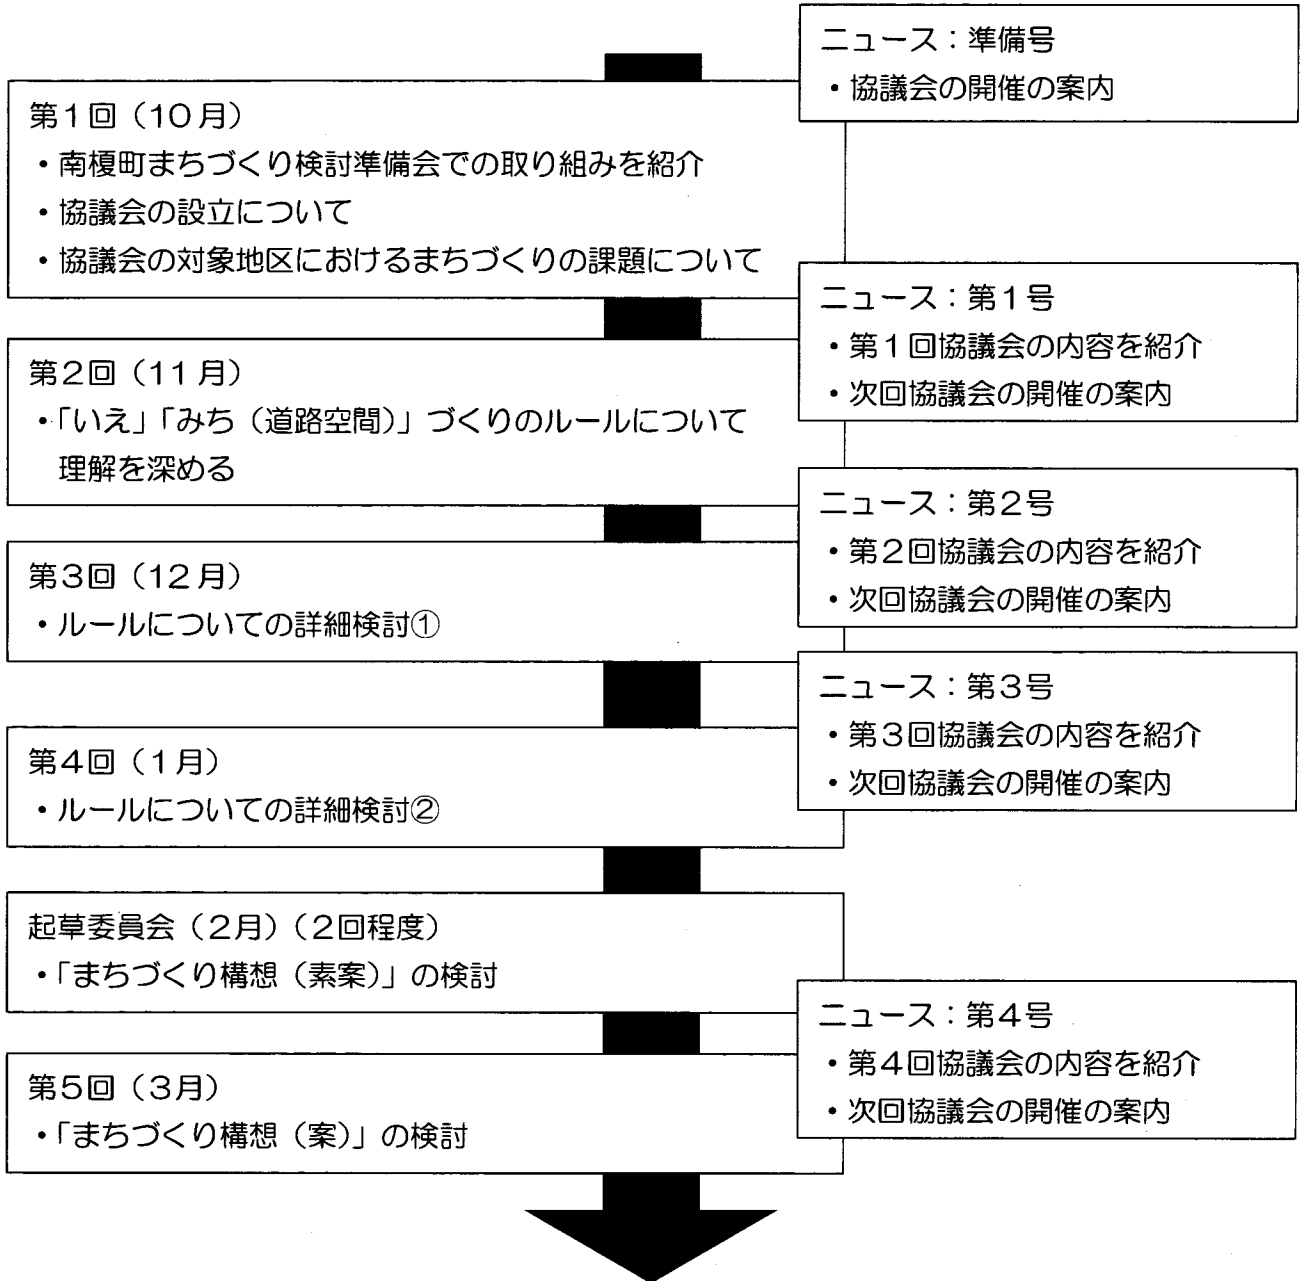 ニュース：準備号
・協議会の開催の案内
第1回（10月）
・南榎町まちづくり検討準備会での取り組みを紹介
・協議会の設立について
・協議会の対象地区におけるまちづくりの課題について
ニュース：第1号
・第1回協議会の内容を紹介
・次回協議会の開催の案内
第2回（11月）
・「いえ」「みち（道路空間）」づくりのルールについて
理解を深める
ニュース：第2号
・第2回協議会の内容を紹介
・次回協議会の開催の案内
第3回（12月）
・ルールについての詳細検討①
ニュース：第3号
・第3回協議会の内容を紹介
・次回協議会の開催の案内
第4回（1月）
・ルールについての詳細検討②
起草委員会（2月）（2回程度）
・「まちづくり構想（素案）」の検討
ニュース：第4号
・第4回協議会の内容を紹介
・次回協議会の開催の案内
第5回（3月）
・「まちづくり構想（案）」の検討